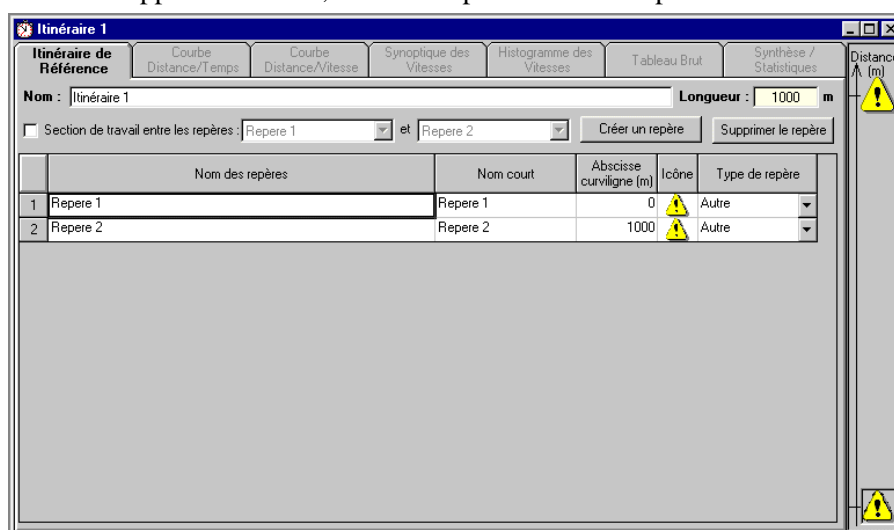 Itinéraire 1
Itinéraire de Référence
Courbe Distance/Temps
Courbe Distance/Vitesse
Synoptique des Vitesses
Histogramme des Vitesses
Tableau Brut
Synthèse / Statistiques
Distance (m)
Nom : Itinéraire 1 Longueur : 1000 m
Section de travail entre les repères : Repere 1 et Repere 2 Créer un repère Supprimer le repère
Nom des repères Nom court Abscisse curviligne (m) Icône Type de repère
1 Repere 1 Repere 1 0 Autre
2 Repere 2 Repere 2 1000 Autre